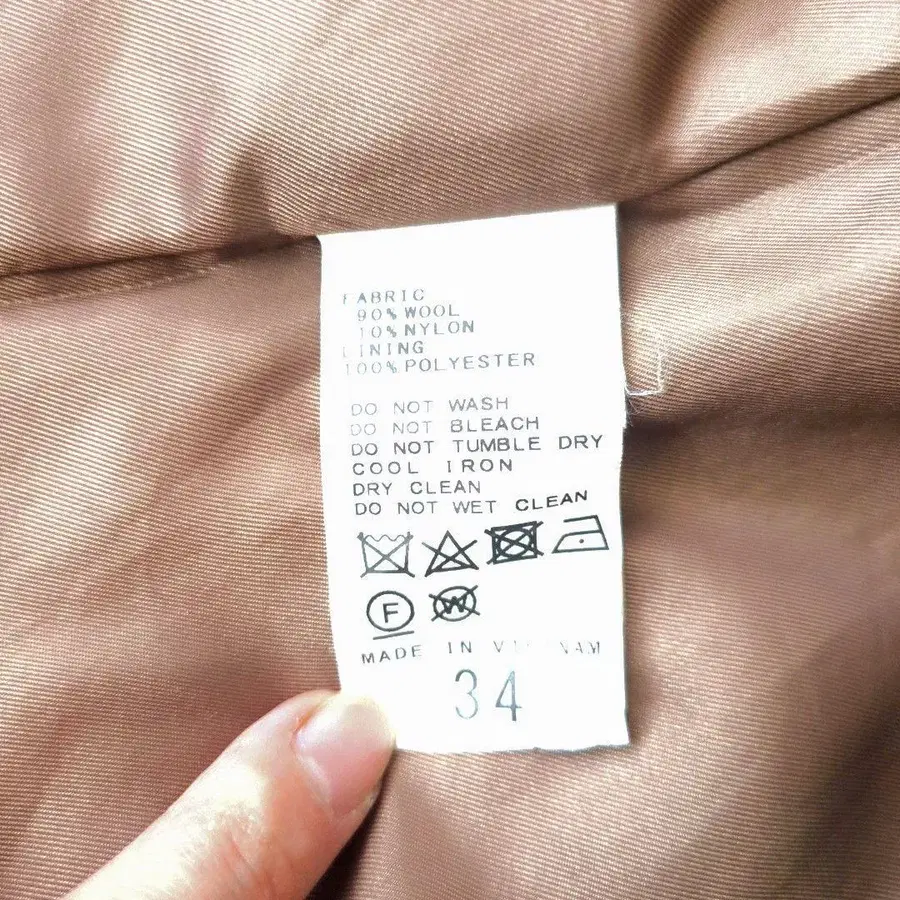 FABRIC
90% WOOL
10% NYLON
LINING
100% POLYESTER
DO NOT WASH
DO NOT BLEACH
DO NOT TUMBLE DRY
COOL IRON
DRY CLEAN
DO NOT WET CLEAN
F W
MADE IN VIETNAM
34